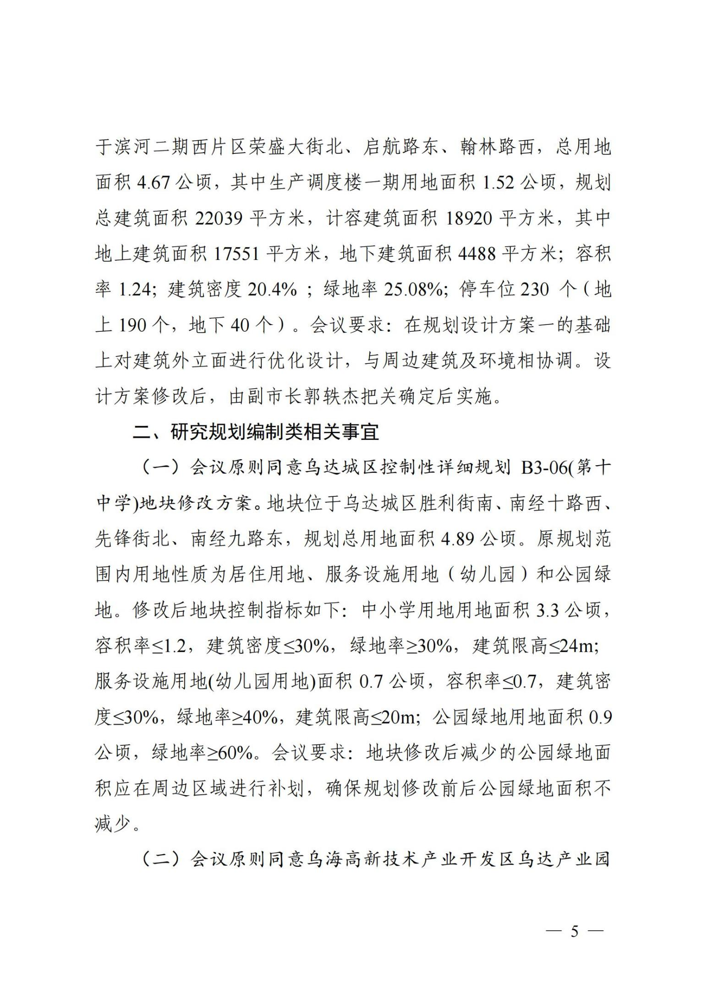 于滨河二期西片区荣盛大街北、启航路东、翰林路西，总用地
面积 4.67 公顷，其中生产调度楼一期用地面积 1.52 公顷，规划
总建筑面积 22039 平方米，计容建筑面积 18920 平方米，其中
地上建筑面积 17551 平方米，地下建筑面积 4488 平方米；容积
率 1.24；建筑密度 20.4% ；绿地率 25.08%；停车位 230 个（地
上 190 个，地下 40 个）。会议要求：在规划设计方案一的基础
上对建筑外立面进行优化设计，与周边建筑及环境相协调。设
计方案修改后，由副市长郭轶杰把关确定后实施。
二、研究规划编制类相关事宜
（一）会议原则同意乌达城区控制性详细规划 B3-06(第十
中学)地块修改方案。地块位于乌达城区胜利街南、南经十路西、
先锋街北、南经九路东，规划总用地面积 4.89 公顷。原规划范
围内用地性质为居住用地、服务设施用地（幼儿园）和公园绿
地。修改后地块控制指标如下：中小学用地用地面积 3.3 公顷，
容积率≤1.2，建筑密度≤30%，绿地率≥30%，建筑限高≤24m；
服务设施用地(幼儿园用地)面积 0.7 公顷，容积率≤0.7，建筑密
度≤30%，绿地率≥40%，建筑限高≤20m；公园绿地用地面积 0.9
公顷，绿地率≥60%。会议要求：地块修改后减少的公园绿地面
积应在周边区域进行补划，确保规划修改前后公园绿地面积不
减少。
（二）会议原则同意乌海高新技术产业开发区乌达产业园
— 5 —